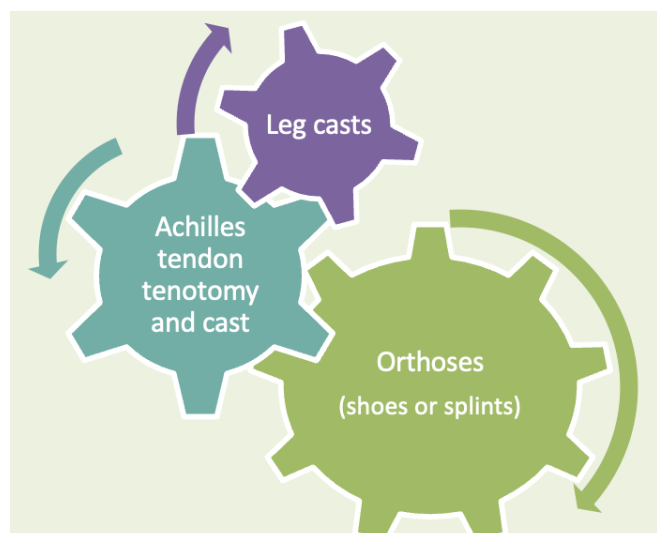 Leg casts
Achilles
tendon
tenotomy
and cast
Orthoses
(shoes or splints)